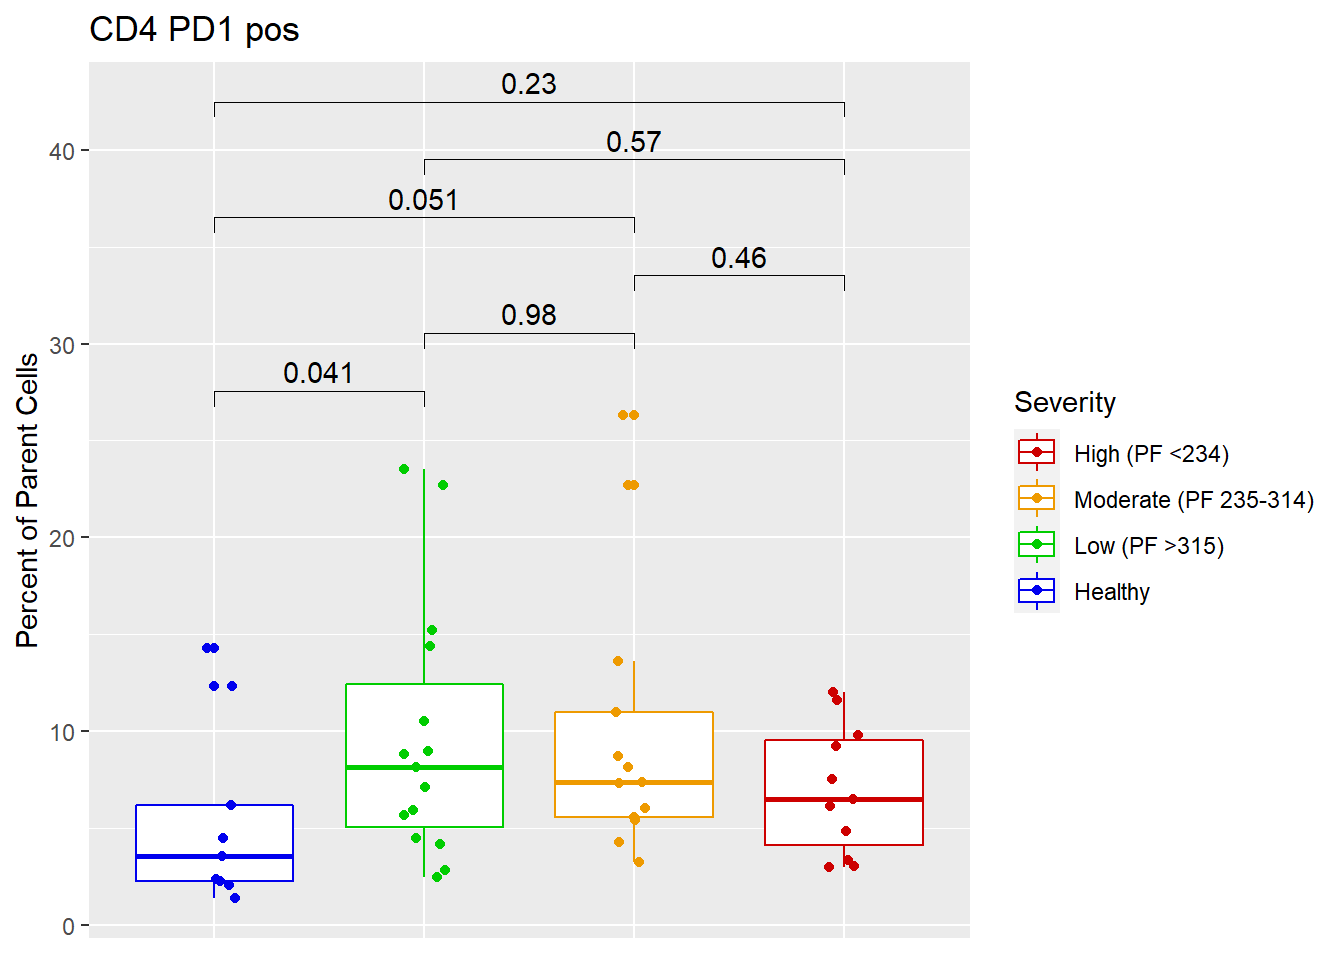 CD4 PD1 pos
0.23
0.57
0.051
0.46
0.98
0.041
40
30
20
10
0
Percent of Parent Cells
Severity
High (PF <234)
Moderate (PF 235-314)
Low (PF >315)
Healthy